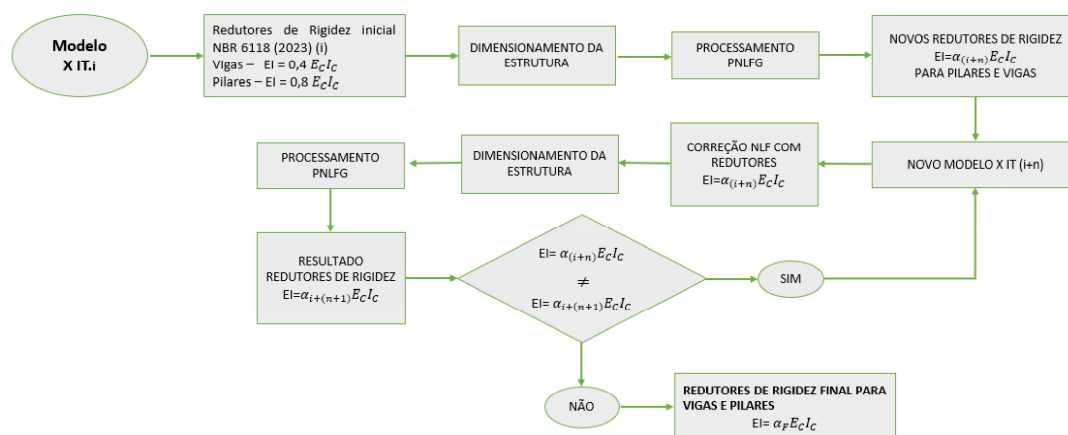 Modelo
X IT.i
Redutores de Rigidez inicial
NBR 6118 (2023) (i)
Vigas – EI = 0,4 E_C I_C
Pilares – EI = 0,8 E_C I_C
DIMENSIONAMENTO DA
ESTRUTURA
PROCESSAMENTO
PNLFG
NOVOS REDUTORES DE RIGIDEZ
EI=α_(i+n) E_C I_C
PARA PILARES E VIGAS
NOVO MODELO X IT (i+n)
CORREÇÃO NLF COM
REDUTORES
EI=α_(i+n) E_C I_C
DIMENSIONAMENTO DA
ESTRUTURA
PROCESSAMENTO
PNLFG
RESULTADO
REDUTORES DE RIGIDEZ
EI=α_i+(n+1) E_C I_C
EI= α_(i+n) E_C I_C
≠
EI= α_i+(n+1) E_C I_C
SIM
NÃO
REDUTORES DE RIGIDEZ FINAL PARA
VIGAS E PILARES
EI= α_F E_C I_C